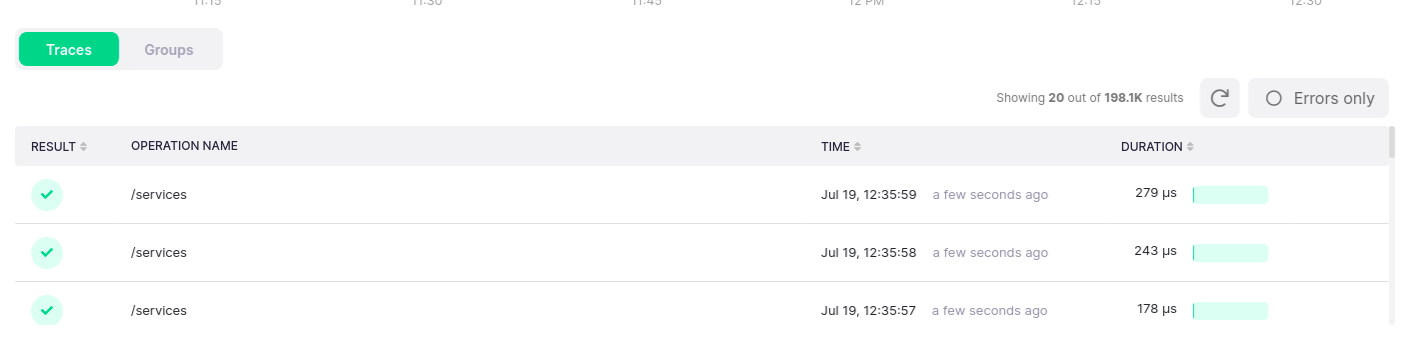 11:15 11:30 11:45 12 PM 12:15 12:30
Traces Groups
Showing 20 out of 198.1K results Errors only
RESULT OPERATION NAME TIME DURATION
/services Jul 19, 12:35:59 a few seconds ago 279 µs
/services Jul 19, 12:35:58 a few seconds ago 243 µs
/services Jul 19, 12:35:57 a few seconds ago 178 µs